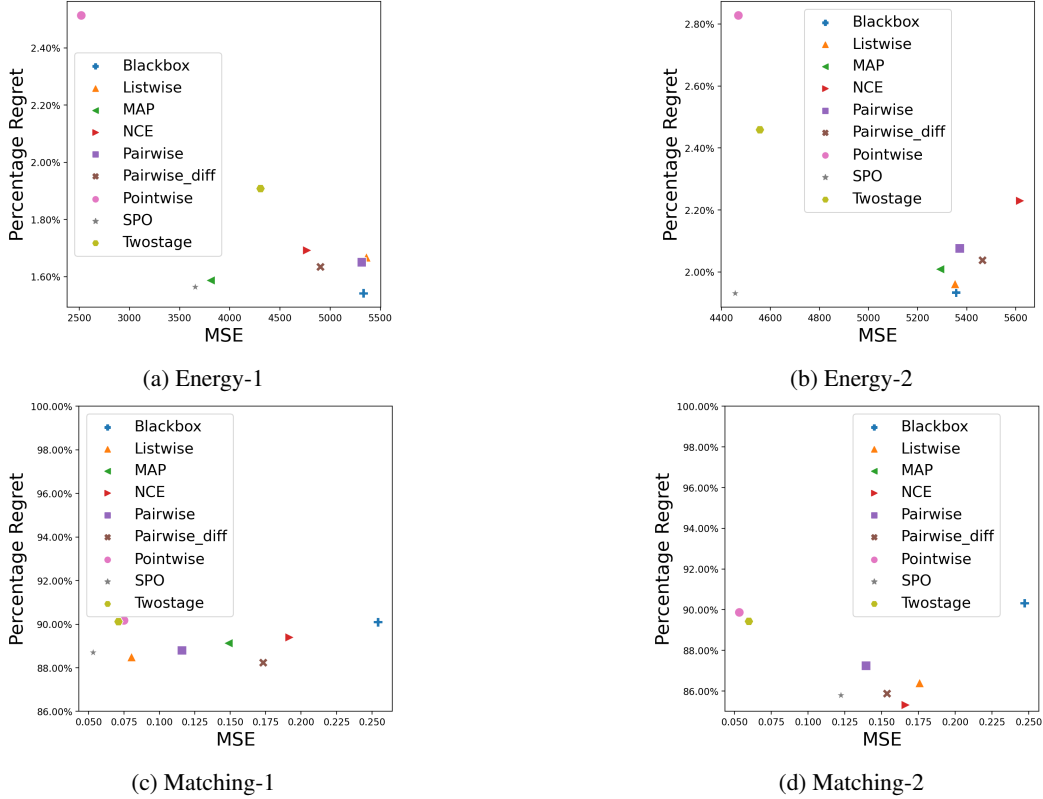 2.40%
2.20%
2.00%
1.80%
1.60%
Percentage Regret
Blackbox
Listwise
MAP
NCE
Pairwise
Pairwise_diff
Pointwise
SPO
Twostage
2500 3000 3500 4000 4500 5000 5500
MSE
(a) Energy-1
2.80%
2.60%
2.40%
2.20%
2.00%
Percentage Regret
Blackbox
Listwise
MAP
NCE
Pairwise
Pairwise_diff
Pointwise
SPO
Twostage
4400 4600 4800 5000 5200 5400 5600
MSE
(b) Energy-2
100.00%
98.00%
96.00%
94.00%
92.00%
90.00%
88.00%
86.00%
Percentage Regret
Blackbox
Listwise
MAP
NCE
Pairwise
Pairwise_diff
Pointwise
SPO
Twostage
0.050 0.075 0.100 0.125 0.150 0.175 0.200 0.225 0.250
MSE
(c) Matching-1
100.00%
98.00%
96.00%
94.00%
92.00%
90.00%
88.00%
86.00%
Percentage Regret
Blackbox
Listwise
MAP
NCE
Pairwise
Pairwise_diff
Pointwise
SPO
Twostage
0.050 0.075 0.100 0.125 0.150 0.175 0.200 0.225 0.250
MSE
(d) Matching-2